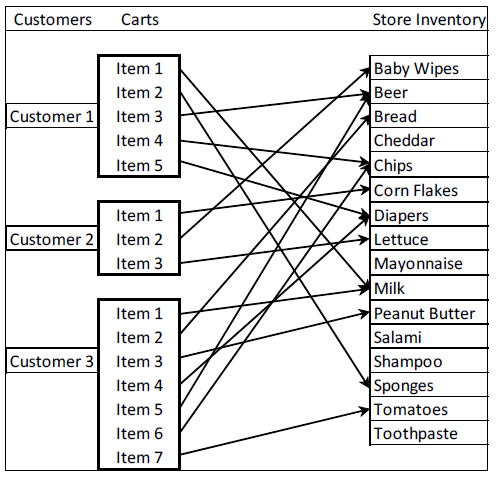 Customers Carts Store Inventory
Item 1
Item 2
Customer 1 Item 3
Item 4
Item 5
Item 1
Customer 2 Item 2
Item 3
Item 1
Item 2
Customer 3 Item 3
Item 4
Item 5
Item 6
Item 7
Baby Wipes
Beer
Bread
Cheddar
Chips
Corn Flakes
Diapers
Lettuce
Mayonnaise
Milk
Peanut Butter
Salami
Shampoo
Sponges
Tomatoes
Toothpaste